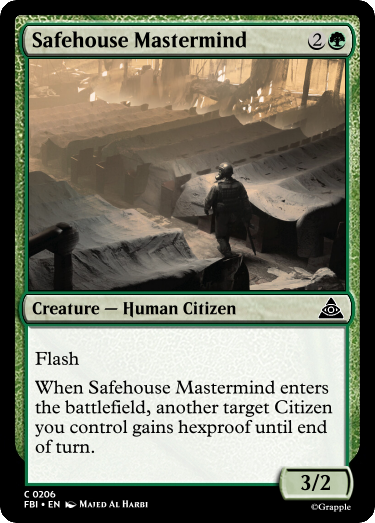 Safehouse Mastermind 2
Creature — Human Citizen
Flash
When Safehouse Mastermind enters
the battlefield, another target Citizen
you control gains hexproof until end
of turn.
3/2
C 0206
FBI • EN Majed Al Harbi
©Grapple